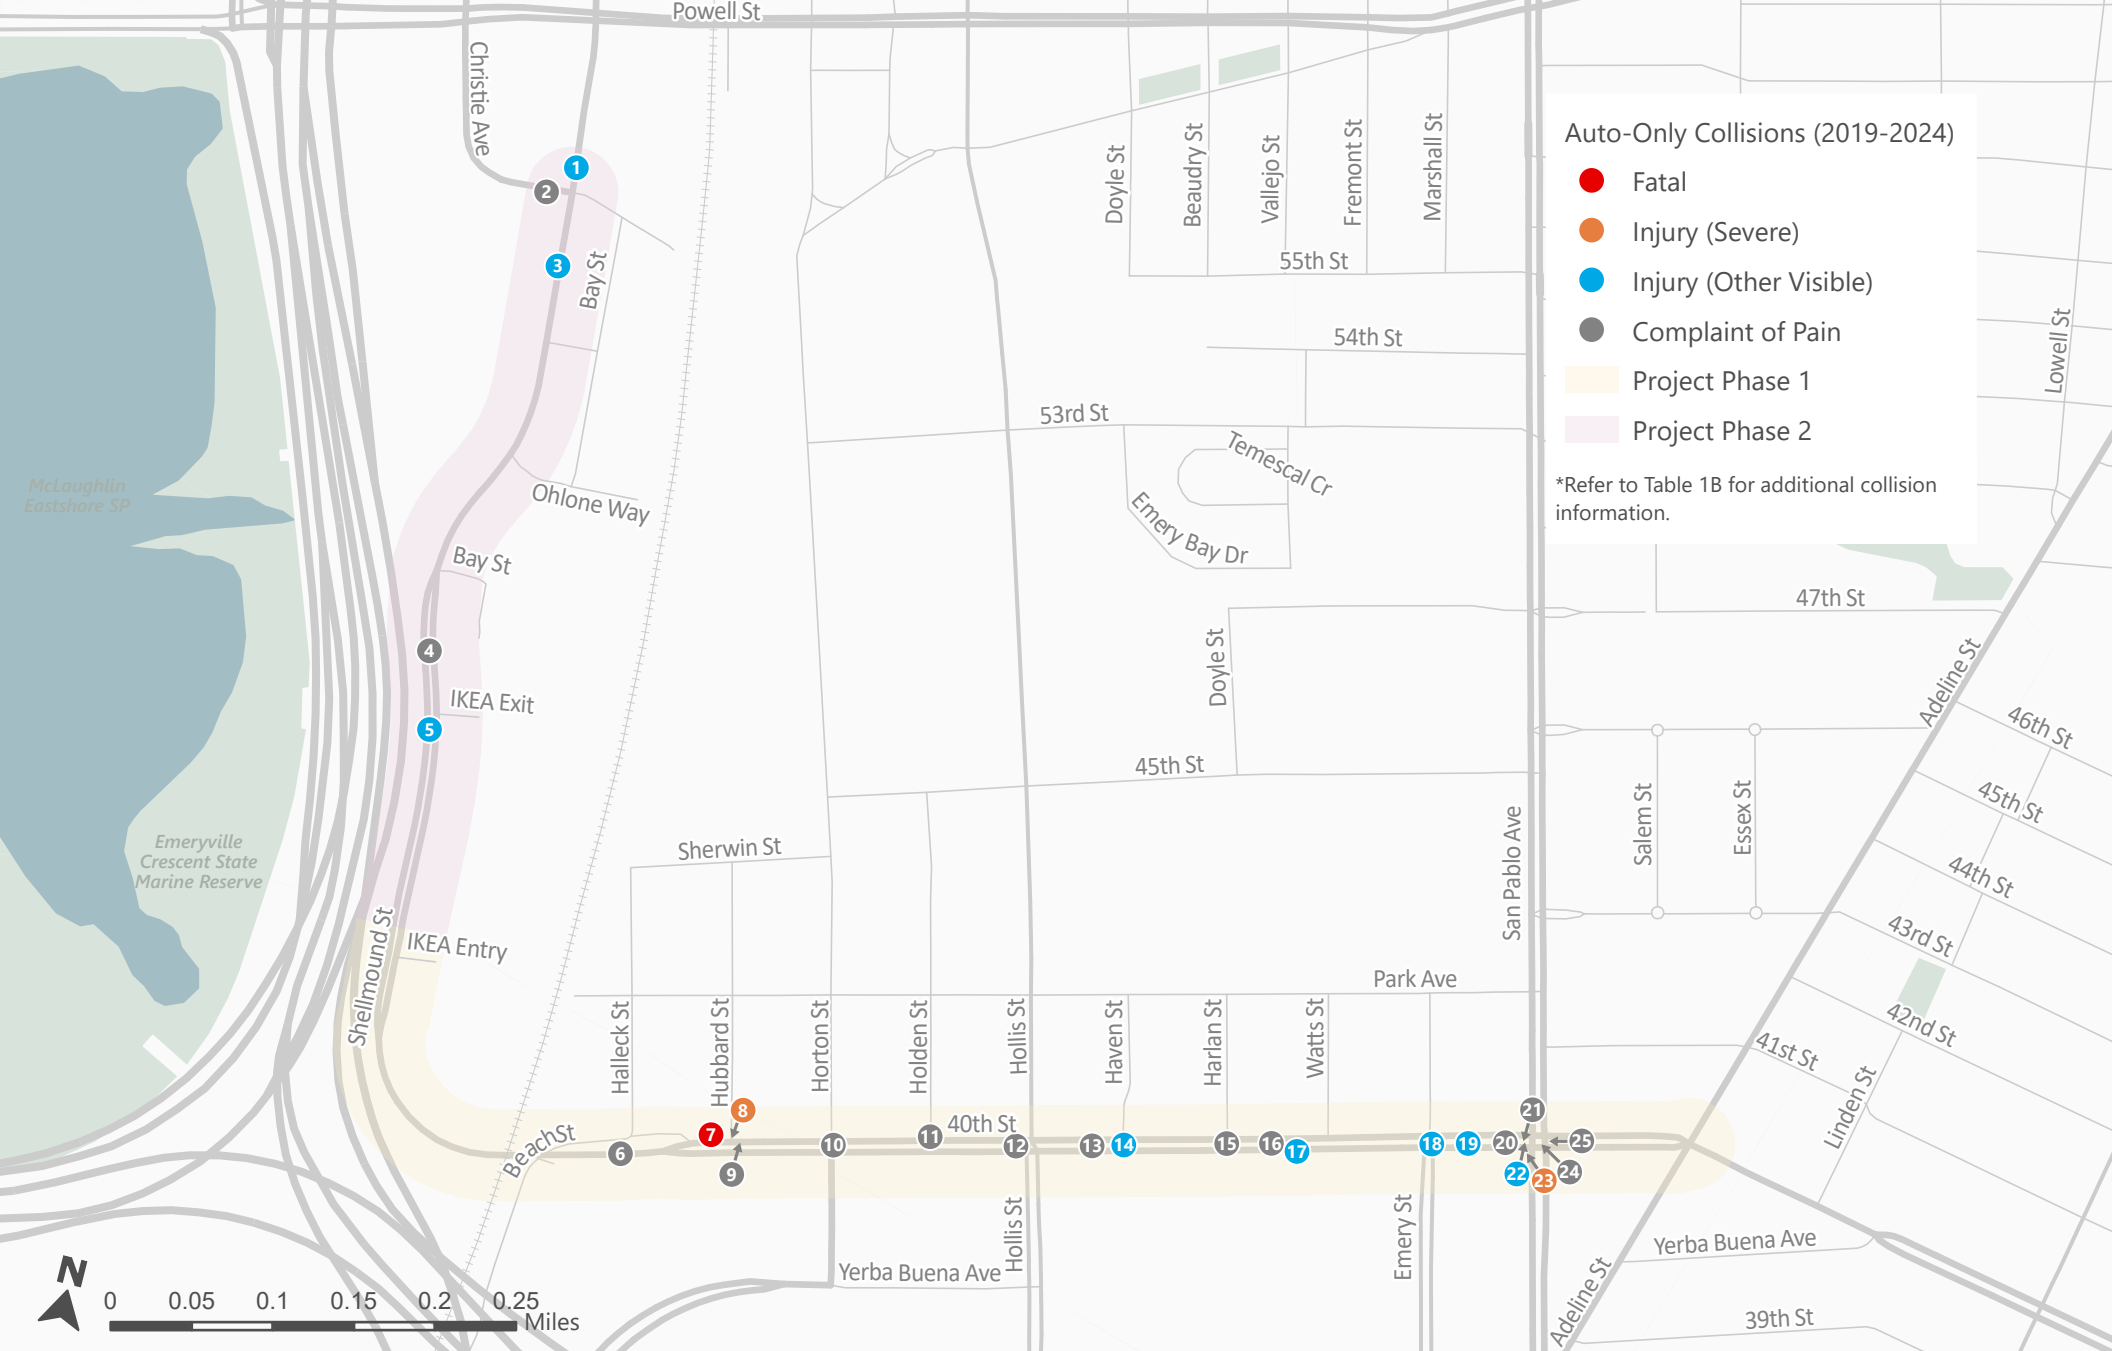 Powell St
Christie Ave
1
2
3
Bay St
Doyle St
Beaudry St
Vallejo St
Fremont St
Marshall St
55th St
54th St
53rd St
Temescal Cr
Emery Bay Dr
Auto-Only Collisions (2019-2024)
Fatal
Injury (Severe)
Injury (Other Visible)
Complaint of Pain
Project Phase 1
Project Phase 2
*Refer to Table 1B for additional collision
information.
Lowell St
McLaughlin
Eastshore SP
Ohlone Way
Bay St
4
IKEA Exit
5
Doyle St
47th St
Adeline St
46th St
45th St
45th St
44th St
43rd St
42nd St
41st St
Linden St
Salem St
Essex St
San Pablo Ave
Emeryville
Crescent State
Marine Reserve
Sherwin St
Shellmound St
IKEA Entry
Park Ave
Halleck St
Hubbard St
Horton St
Holden St
Hollis St
Haven St
Harlan St
Watts St
40th St
BeachSt
6
7
8
9
10
11
12
13
14
15
16
17
18
19
20
21
22
23
24
25
Hollis St
Emery St
Yerba Buena Ave
Yerba Buena Ave
Adeline St
39th St
N
0 0.05 0.1 0.15 0.2 0.25
Miles